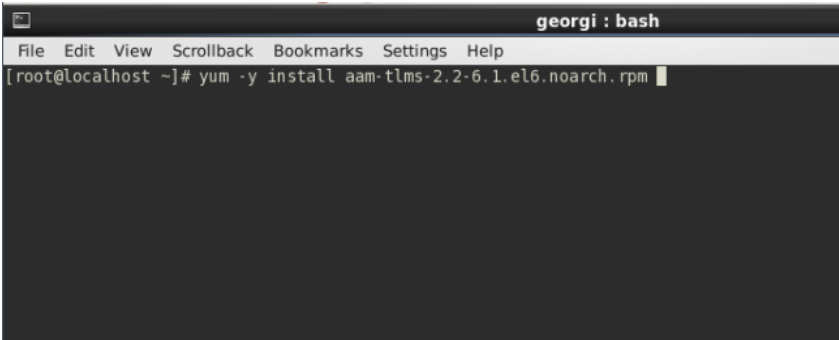 georgi : bash
File Edit View Scrollback Bookmarks Settings Help
[root@localhost ~]# yum -y install aam-tlms-2.2-6.1.el6.noarch.rpm